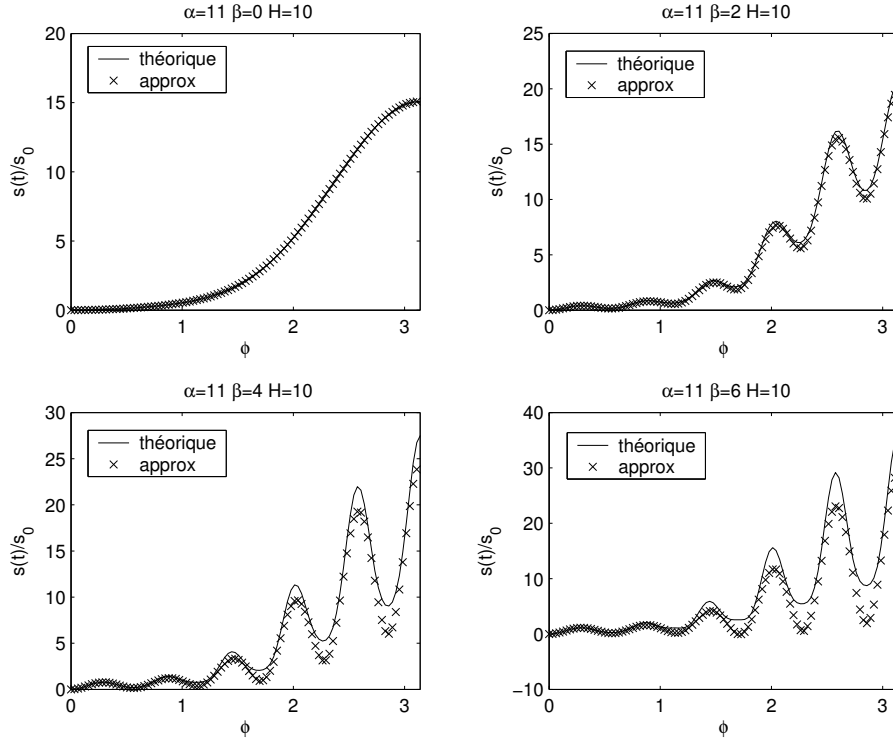 α=11 β=0 H=10
théorique
approx
s(t)/s0
15
10
5
0
0 1 2 3
ϕ
α=11 β=2 H=10
théorique
approx
s(t)/s0
25
20
15
10
5
0
0 1 2 3
ϕ
α=11 β=4 H=10
théorique
approx
s(t)/s0
30
25
20
15
10
5
0
0 1 2 3
ϕ
α=11 β=6 H=10
théorique
approx
s(t)/s0
40
30
20
10
0
−10
0 1 2 3
ϕ